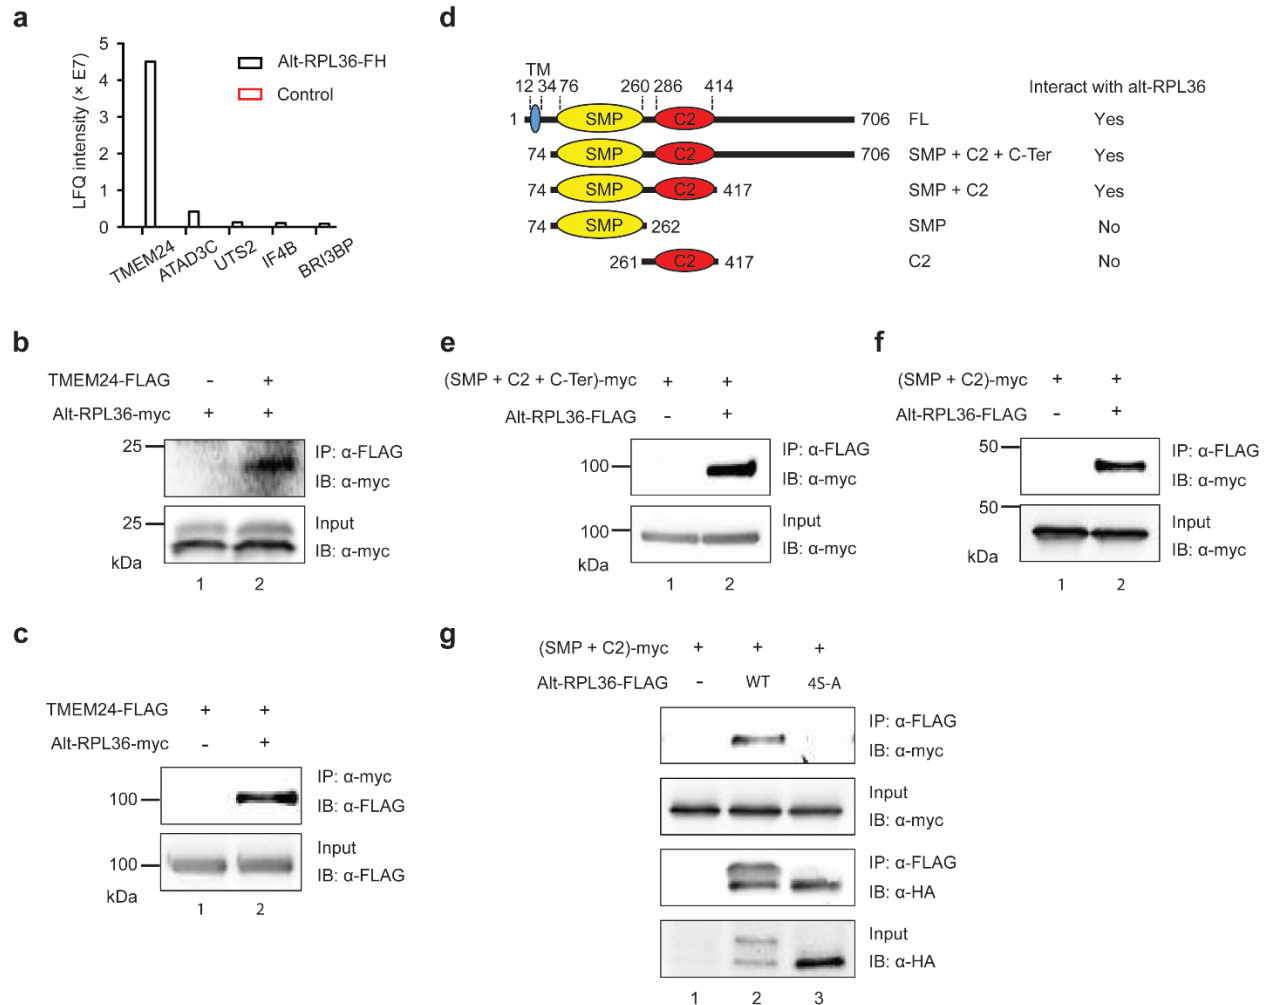 a
LFQ intensity (× E7)
5
4
3
2
1
0
TMEM24
ATAD3C
UTS2
IF4B
BRI3BP
Alt-RPL36-FH
Control
d
TM
12 34 76 260 286 414
Interact with alt-RPL36
1 SMP C2 706 FL Yes
74 SMP C2 706 SMP + C2 + C-Ter Yes
74 SMP C2 417 SMP + C2 Yes
74 SMP 262 SMP No
261 C2 417 C2 No
b
TMEM24-FLAG - +
Alt-RPL36-myc + +
25
IP: α-FLAG
IB: α-myc
25
Input
IB: α-myc
kDa
1 2
e
(SMP + C2 + C-Ter)-myc + +
Alt-RPL36-FLAG - +
100
IP: α-FLAG
IB: α-myc
100
Input
IB: α-myc
kDa
1 2
f
(SMP + C2)-myc + +
Alt-RPL36-FLAG - +
50
IP: α-FLAG
IB: α-myc
50
Input
IB: α-myc
kDa
1 2
c
TMEM24-FLAG + +
Alt-RPL36-myc - +
100
IP: α-myc
IB: α-FLAG
100
Input
IB: α-FLAG
kDa
1 2
g
(SMP + C2)-myc + + +
Alt-RPL36-FLAG - WT 4S-A
IP: α-FLAG
IB: α-myc
Input
IB: α-myc
IP: α-FLAG
IB: α-HA
Input
IB: α-HA
1 2 3